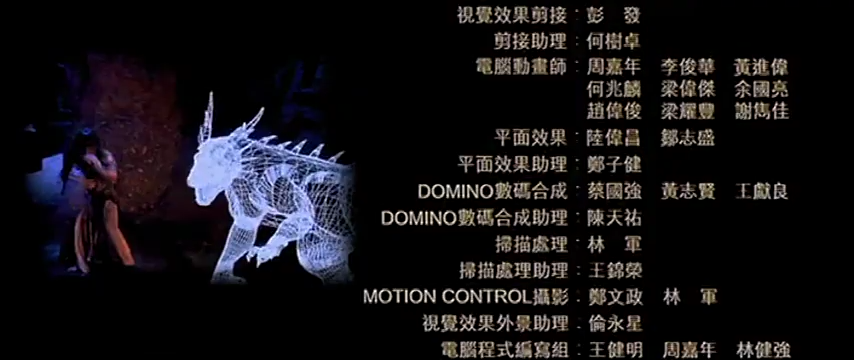 視覺效果剪接：彭　發
剪接助理：何樹卓
電腦動畫師：周嘉年　李俊華　黃進偉
何兆麟　梁偉傑　余國亮
趙偉俊　梁耀豐　謝雋佳
平面效果：陸偉昌　鄒志盛
平面效果助理：鄭子健
DOMINO數碼合成：蔡國強　黃志賢　王獻良
DOMINO數碼合成助理：陳天祐
掃描處理：林　軍
掃描處理助理：王錦榮
MOTION CONTROL攝影：鄭文政　林　軍
視覺效果外景助理：倫永星
電腦程式編寫組：王健明　周嘉年　林健強